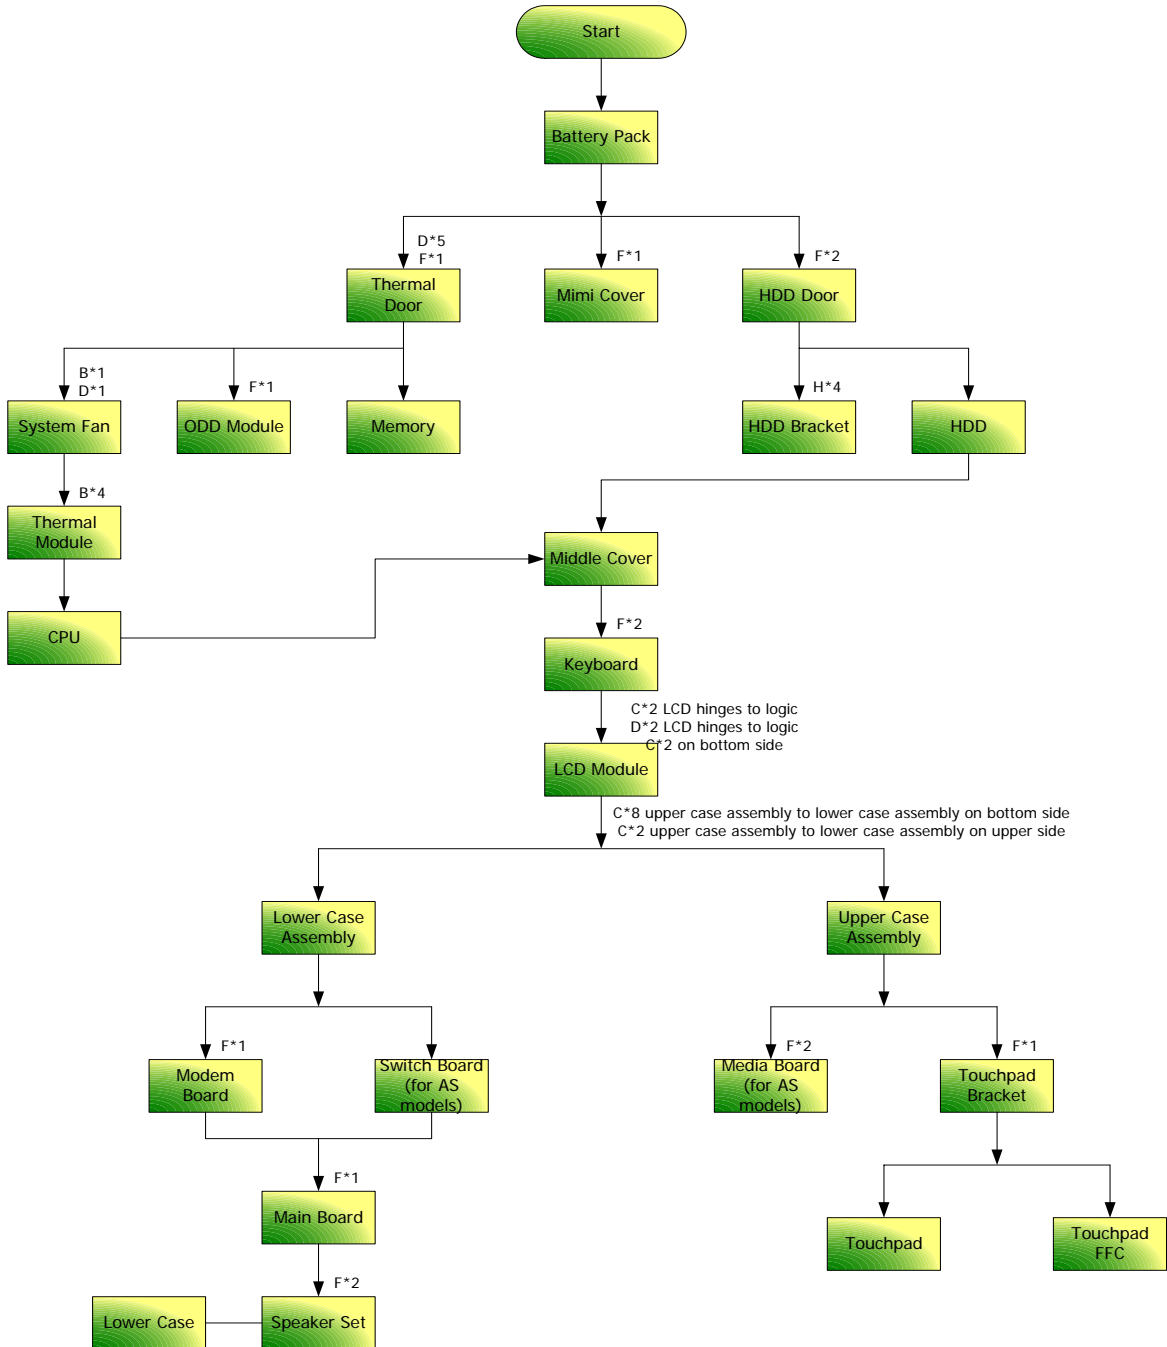 Start
Battery Pack
D*5
F*1
F*1
F*2
Thermal
Door
Mimi Cover
HDD Door
B*1
D*1
F*1
H*4
System Fan
ODD Module
Memory
HDD Bracket
HDD
B*4
Thermal
Module
Middle Cover
CPU
F*2
Keyboard
C*2 LCD hinges to logic
D*2 LCD hinges to logic
C*2 on bottom side
LCD Module
C*8 upper case assembly to lower case assembly on bottom side
C*2 upper case assembly to lower case assembly on upper side
Lower Case
Assembly
Upper Case
Assembly
F*1
F*2
F*1
Modem
Board
Switch Board
(for AS
models)
Media Board
(for AS
models)
Touchpad
Bracket
F*1
Main Board
Touchpad
Touchpad
FFC
F*2
Lower Case
Speaker Set